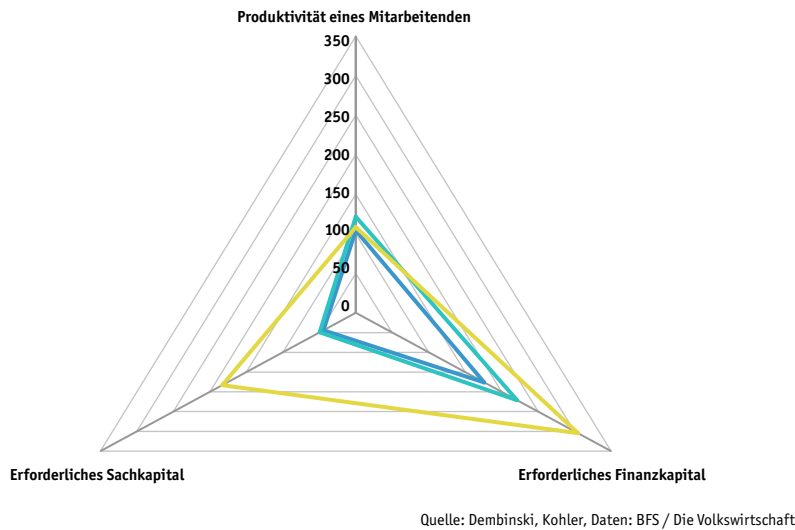 Produktivität eines Mitarbeitenden
350
300
250
200
150
100
50
0
Erforderliches Sachkapital
Erforderliches Finanzkapital
Quelle: Dembinski, Kohler, Daten: BFS / Die Volkswirtschaft